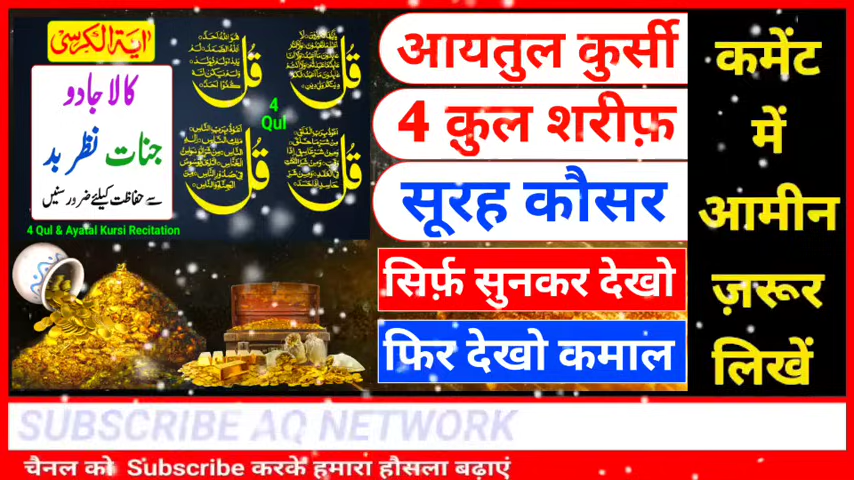 آیۃ الکرسی
کالا جادو
جنات نظر بد
سے حفاظت کیلئے ضرور سنیں
قُل
قُل
4
Qul
قُل
قُل
4 Qul & Ayatal Kursi Recitation
आयतुल कुर्सी
4 क़ुल शरीफ़
सूरह कौसर
सिर्फ़ सुनकर देखो
फिर देखो कमाल
कमेंट
में
आमीन
ज़रूर
लिखें
SUBSCRIBE AQ NETWORK
चैनल को Subscribe करके हमारा हौसला बढ़ाएं